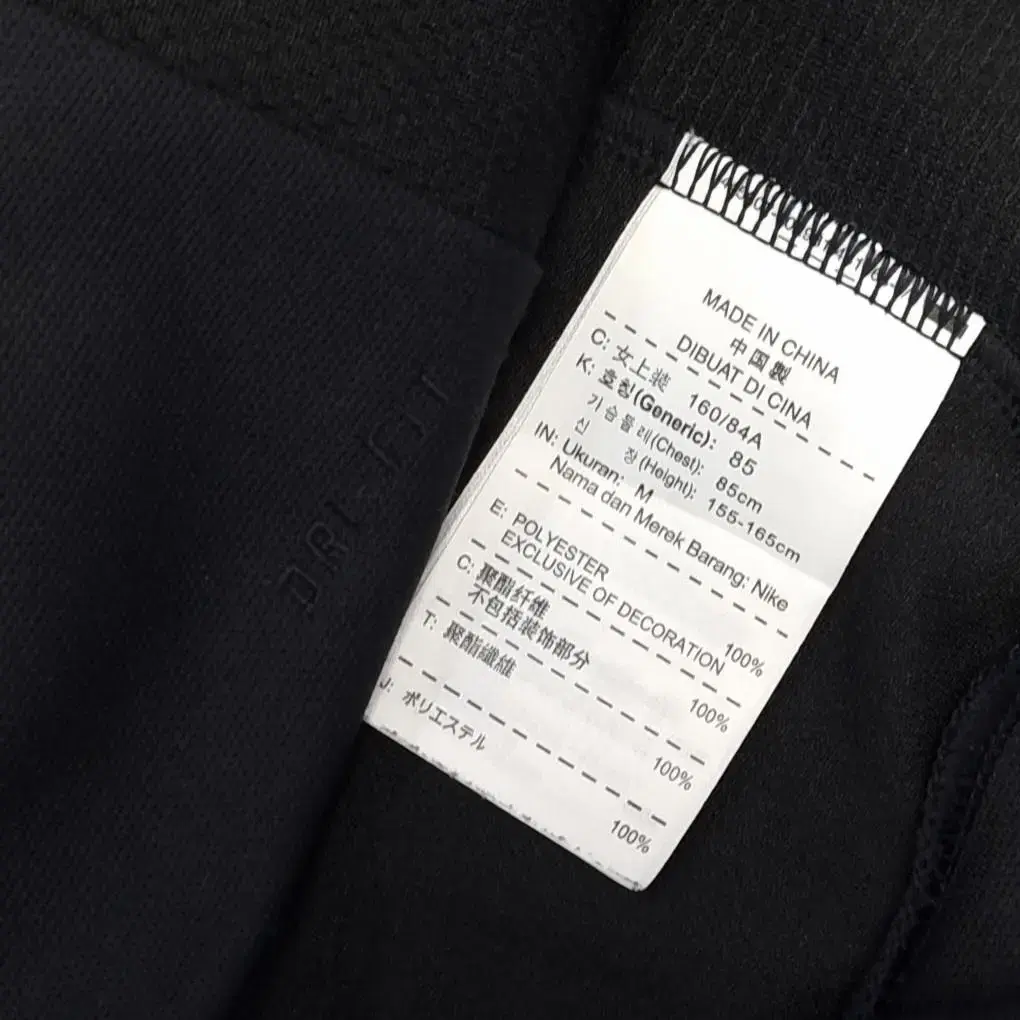 MADE IN CHINA
中国製
DIBUAT DI CINA
C: 女上装 160/84A
K: 호칭(Generic): 85
가슴둘레(Chest): 85cm
신 장(Height): 155-165cm
IN: Ukuran: M
Nama dan Merek Barang: Nike
E: POLYESTER 100%
EXCLUSIVE OF DECORATION
C: 聚酯纤维 100%
不包括装饰部分
T: 聚酯纖維 100%
J: ポリエステル 100%
DRI-FIT